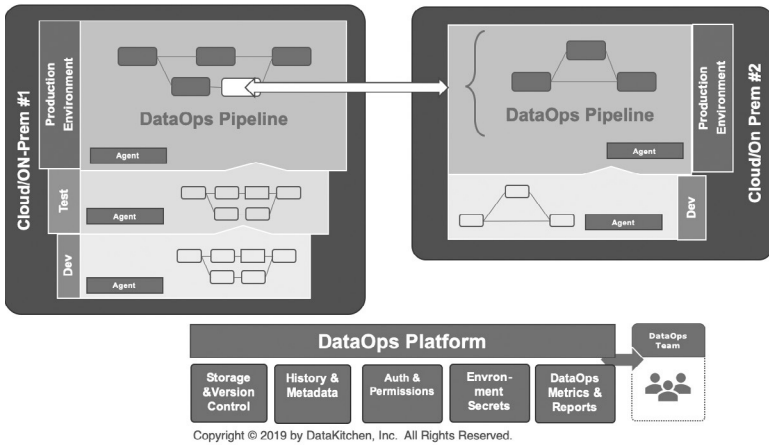 Cloud/ON-Prem #1
Production
Environment
DataOps Pipeline
Agent
Test
Agent
Dev
Agent
DataOps Pipeline
Agent
Production
Environment
Cloud/On Prem #2
Agent
Dev
DataOps Platform
Storage
&Version
Control
History &
Metadata
Auth &
Permissions
Envron-
ment
Secrets
DataOps
Metrics &
Reports
DataOps
Team
Copyright © 2019 by DataKitchen, Inc. All Rights Reserved.